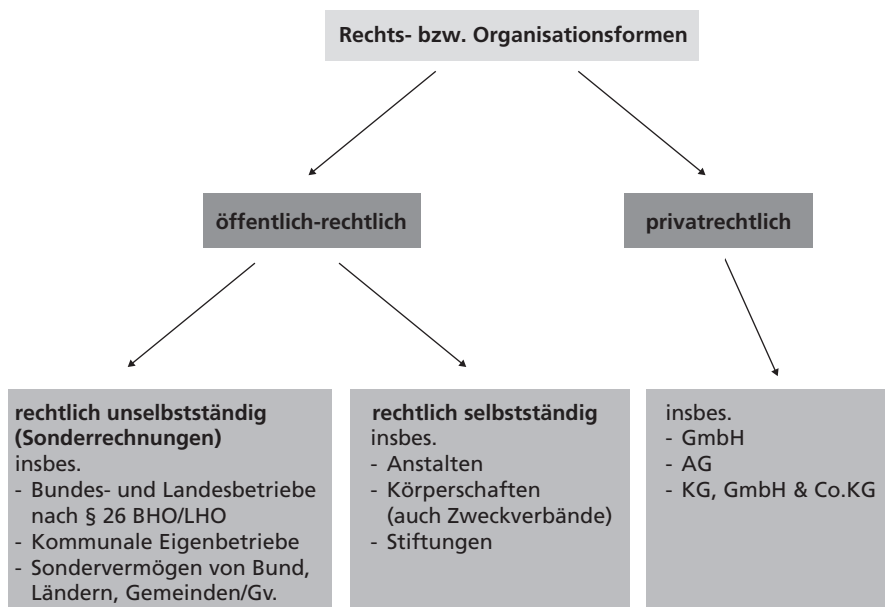 Rechts- bzw. Organisationsformen
öffentlich-rechtlich
privatrechtlich
rechtlich unselbstständig
(Sonderrechnungen)
insbes.
- Bundes- und Landesbetriebe
nach § 26 BHO/LHO
- Kommunale Eigenbetriebe
- Sondervermögen von Bund,
Ländern, Gemeinden/Gv.
rechtlich selbstständig
insbes.
- Anstalten
- Körperschaften
(auch Zweckverbände)
- Stiftungen
insbes.
- GmbH
- AG
- KG, GmbH & Co.KG